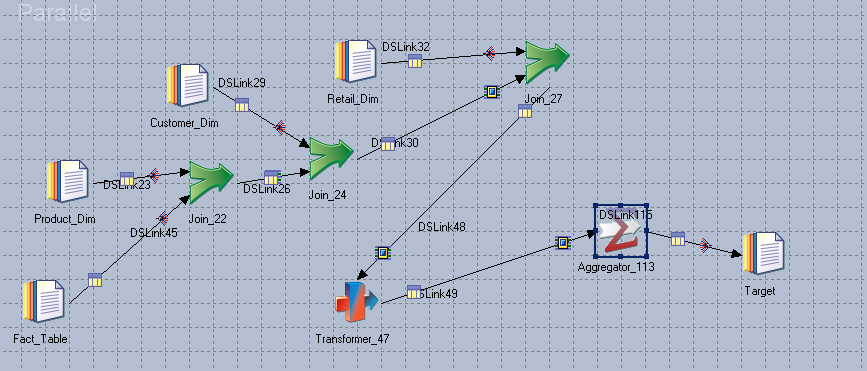 Parallel
DSLink32
Retail_Dim
Join_27
DSLink29
Customer_Dim
DSLink30
Join_24
DSLink23
DSLink26
Product_Dim
Join_22
DSLink45
DSLink48
DSLink115
Aggregator_113
Target
DSLink49
Fact_Table
Transformer_47